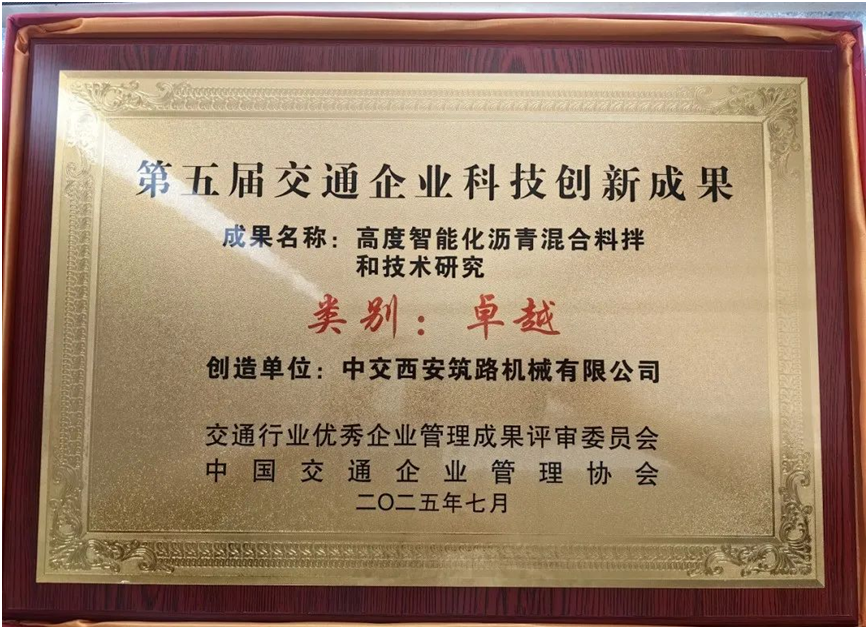 第五届交通企业科技创新成果
成果名称：高度智能化沥青混合料拌
和技术研究
类别：卓越
创造单位：中交西安筑路机械有限公司
交通行业优秀企业管理成果评审委员会
中国交通企业管理协会
二〇二五年七月